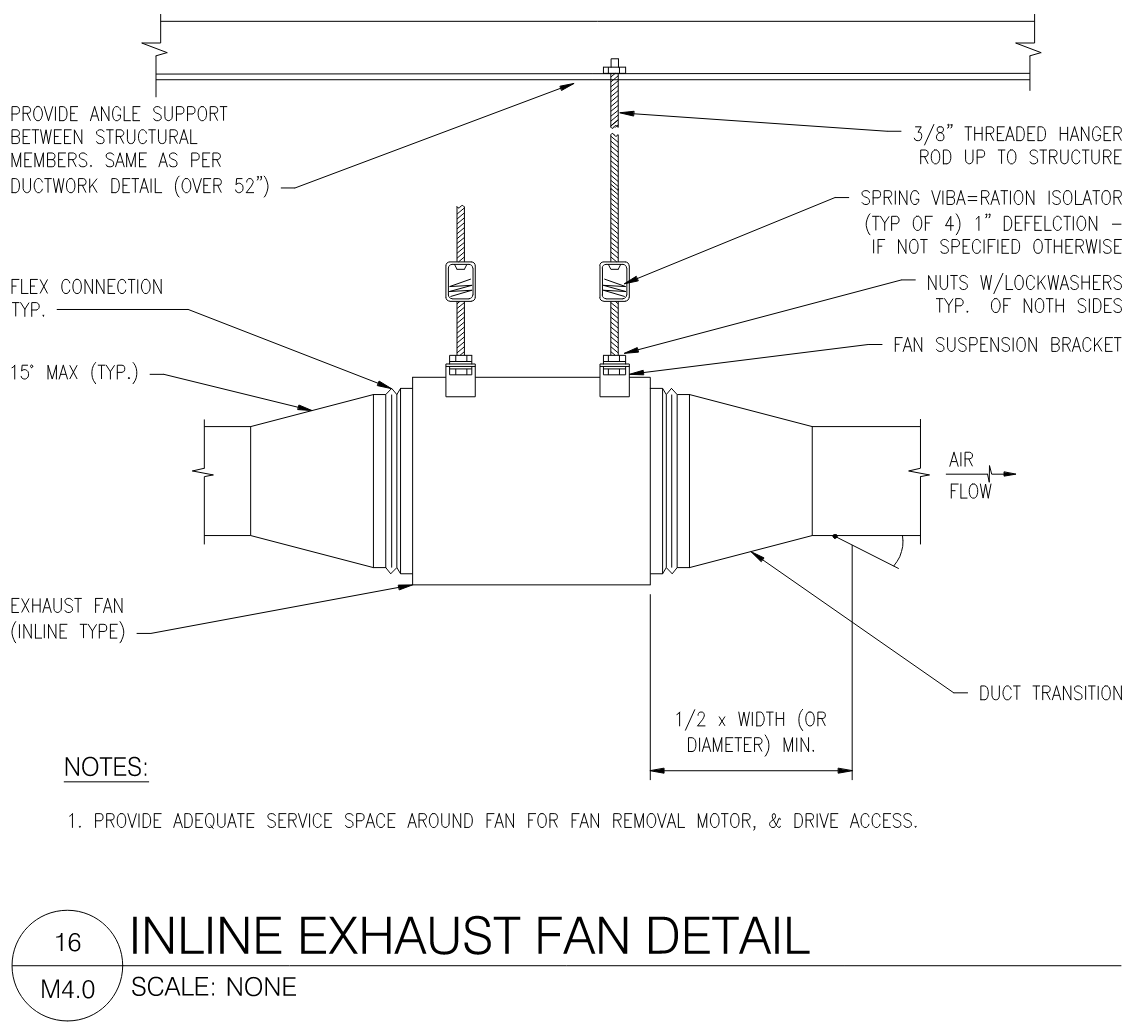 PROVIDE ANGLE SUPPORT
BETWEEN STRUCTURAL
MEMBERS. SAME AS PER
DUCTWORK DETAIL (OVER 52")
3/8" THREADED HANGER
ROD UP TO STRUCTURE
SPRING VIBA=RATION ISOLATOR
(TYP OF 4) 1" DEFELCTION –
IF NOT SPECIFIED OTHERWISE
FLEX CONNECTION
TYP.
NUTS W/LOCKWASHERS
TYP. OF NOTH SIDES
FAN SUSPENSION BRACKET
15° MAX (TYP.)
AIR
FLOW
EXHAUST FAN
(INLINE TYPE)
DUCT TRANSITION
1/2 x WIDTH (OR
DIAMETER) MIN.
NOTES:
1. PROVIDE ADEQUATE SERVICE SPACE AROUND FAN FOR FAN REMOVAL MOTOR, & DRIVE ACCESS.
16
INLINE EXHAUST FAN DETAIL
M4.0
SCALE: NONE